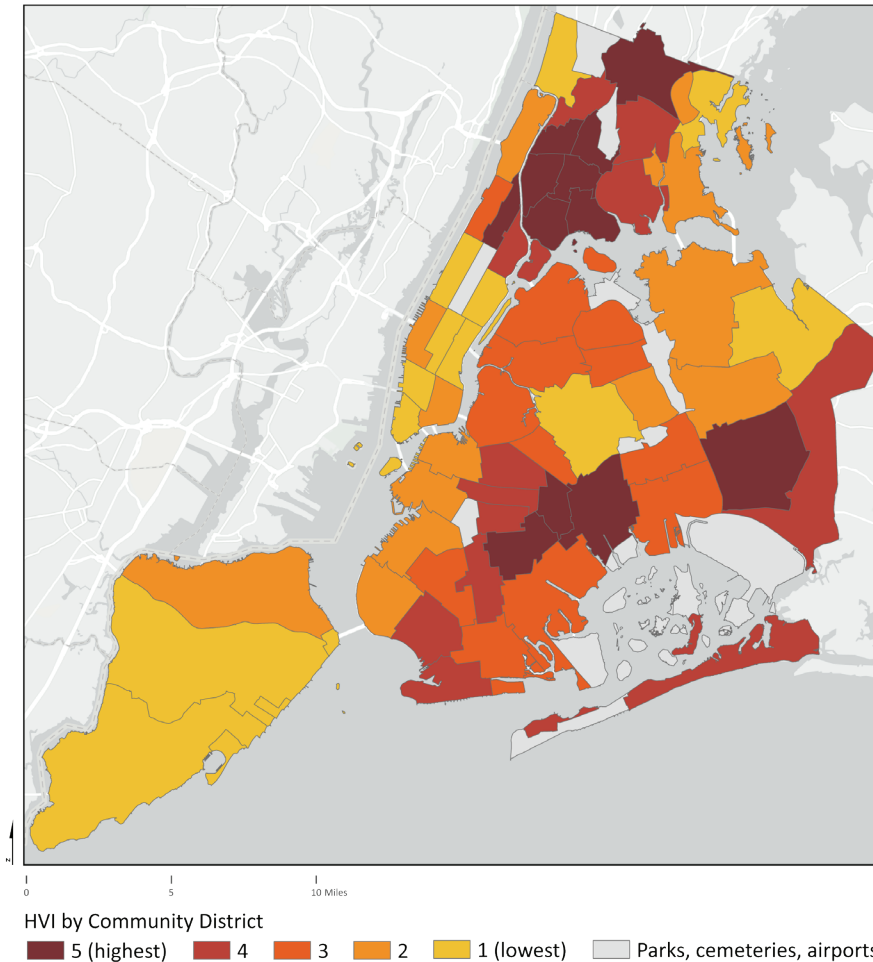 z
0 5 10 Miles
HVI by Community District
5 (highest) 4 3 2 1 (lowest) Parks, cemeteries, airports